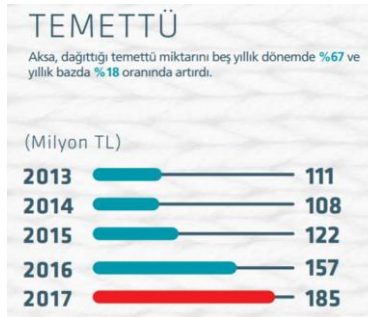 TEMETTÜ
Aksa, dağıttığı temettü miktarını beş yıllık dönemde %67 ve
yıllık bazda %18 oranında artırdı.
(Milyon TL)
2013 111
2014 108
2015 122
2016 157
2017 185